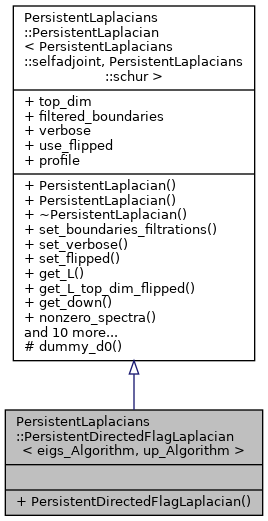 PersistentLaplacians
::PersistentLaplacian
< PersistentLaplacians
::selfadjoint, PersistentLaplacians
::schur >
+ top_dim
+ filtered_boundaries
+ verbose
+ use_flipped
+ profile
+ PersistentLaplacian()
+ PersistentLaplacian()
+ ~PersistentLaplacian()
+ set_boundaries_filtrations()
+ set_verbose()
+ set_flipped()
+ get_L()
+ get_L_top_dim_flipped()
+ get_down()
+ nonzero_spectra()
and 10 more...
# dummy_d0()
PersistentLaplacians
::PersistentDirectedFlagLaplacian
< eigs_Algorithm, up_Algorithm >
+ PersistentDirectedFlagLaplacian()